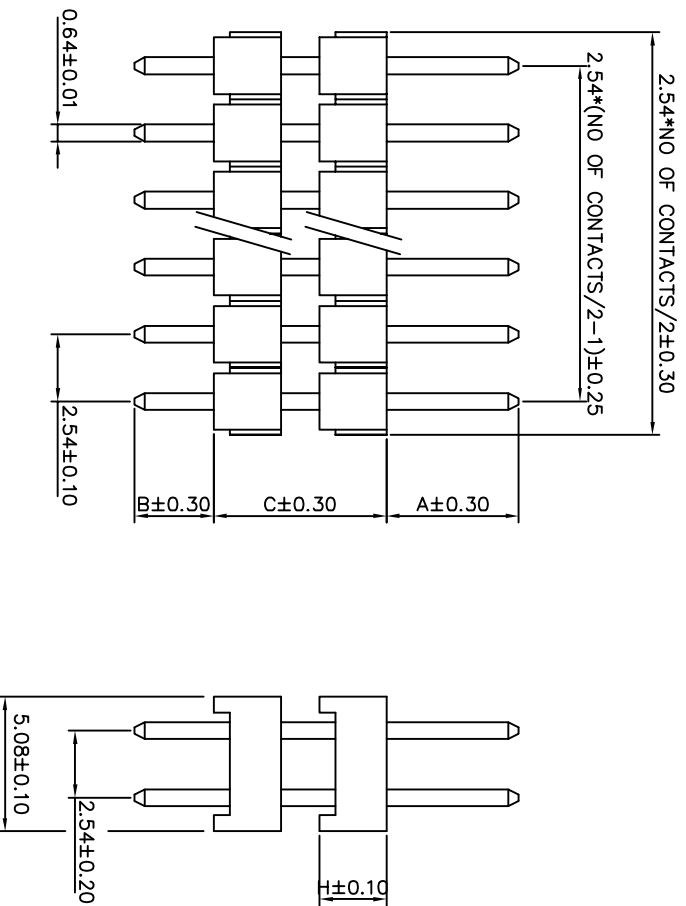 2.54*NO OF CONTACTS/2±0.30
2.54*(NO OF CONTACTS/2-1)±0.25
0.64±0.01
2.54±0.10
B±0.30
C±0.30
A±0.30
5.08±0.10
2.54±0.20
H±0.10